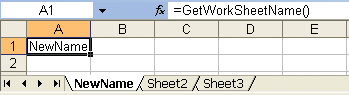 A1 fx =GetWorkSheetName()
A B C D E
1 NewName
2
NewName Sheet2 Sheet3